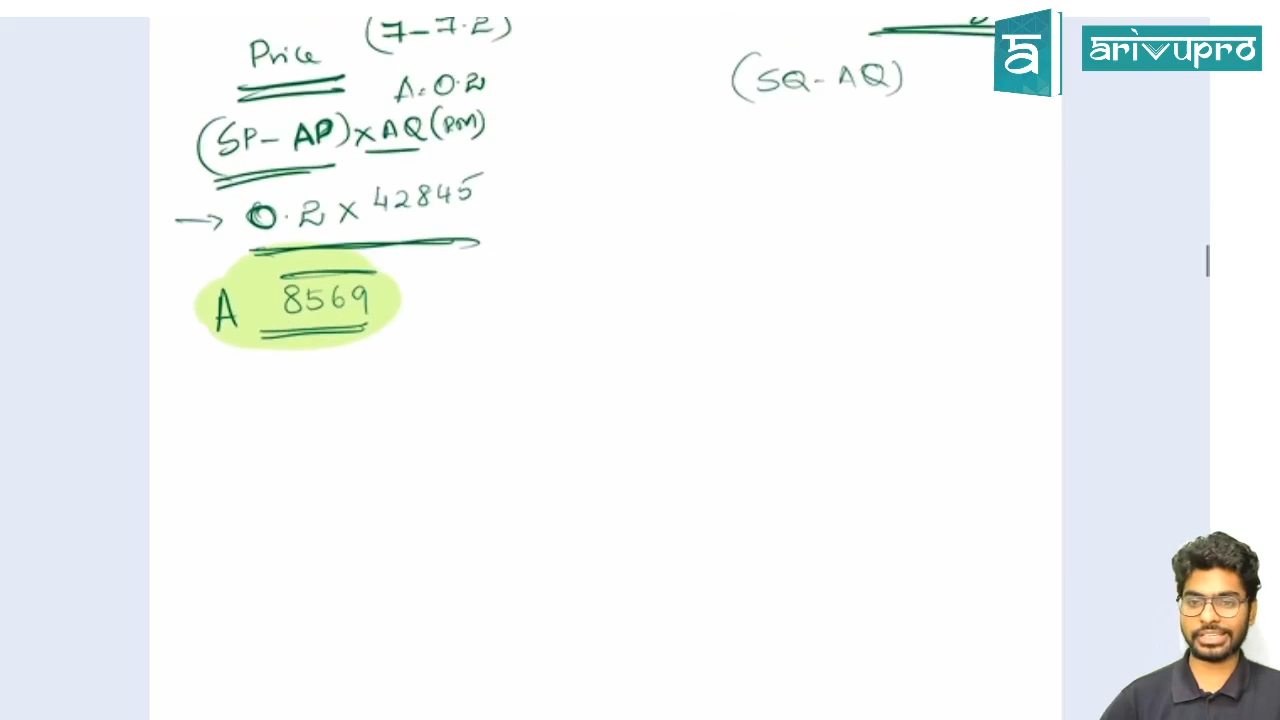 (7-7.2)
Price
A = 0.2
(SP - AP) × AQ (RM)
→ 0.2 × 42845
A 8569
(SQ - AQ)
a
arivupro